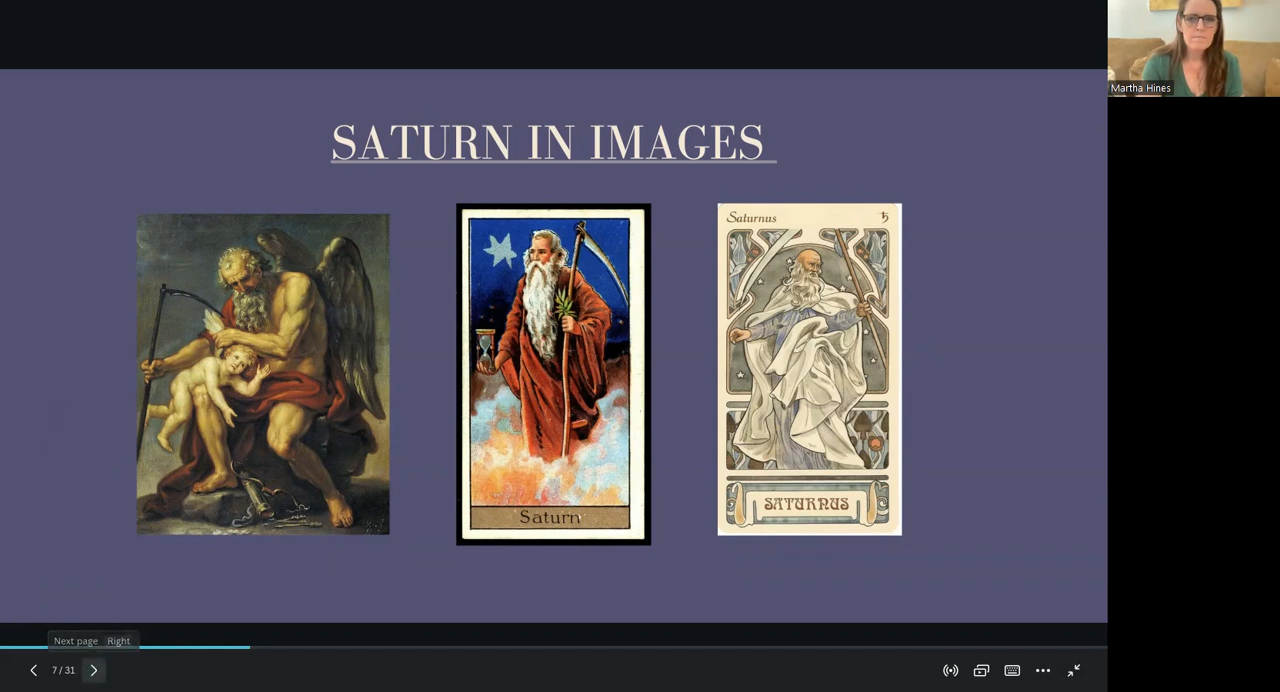 Martha Hines
SATURN IN IMAGES
Saturn
Saturnus ♄
SATURNUS
Next page Right
7 / 31